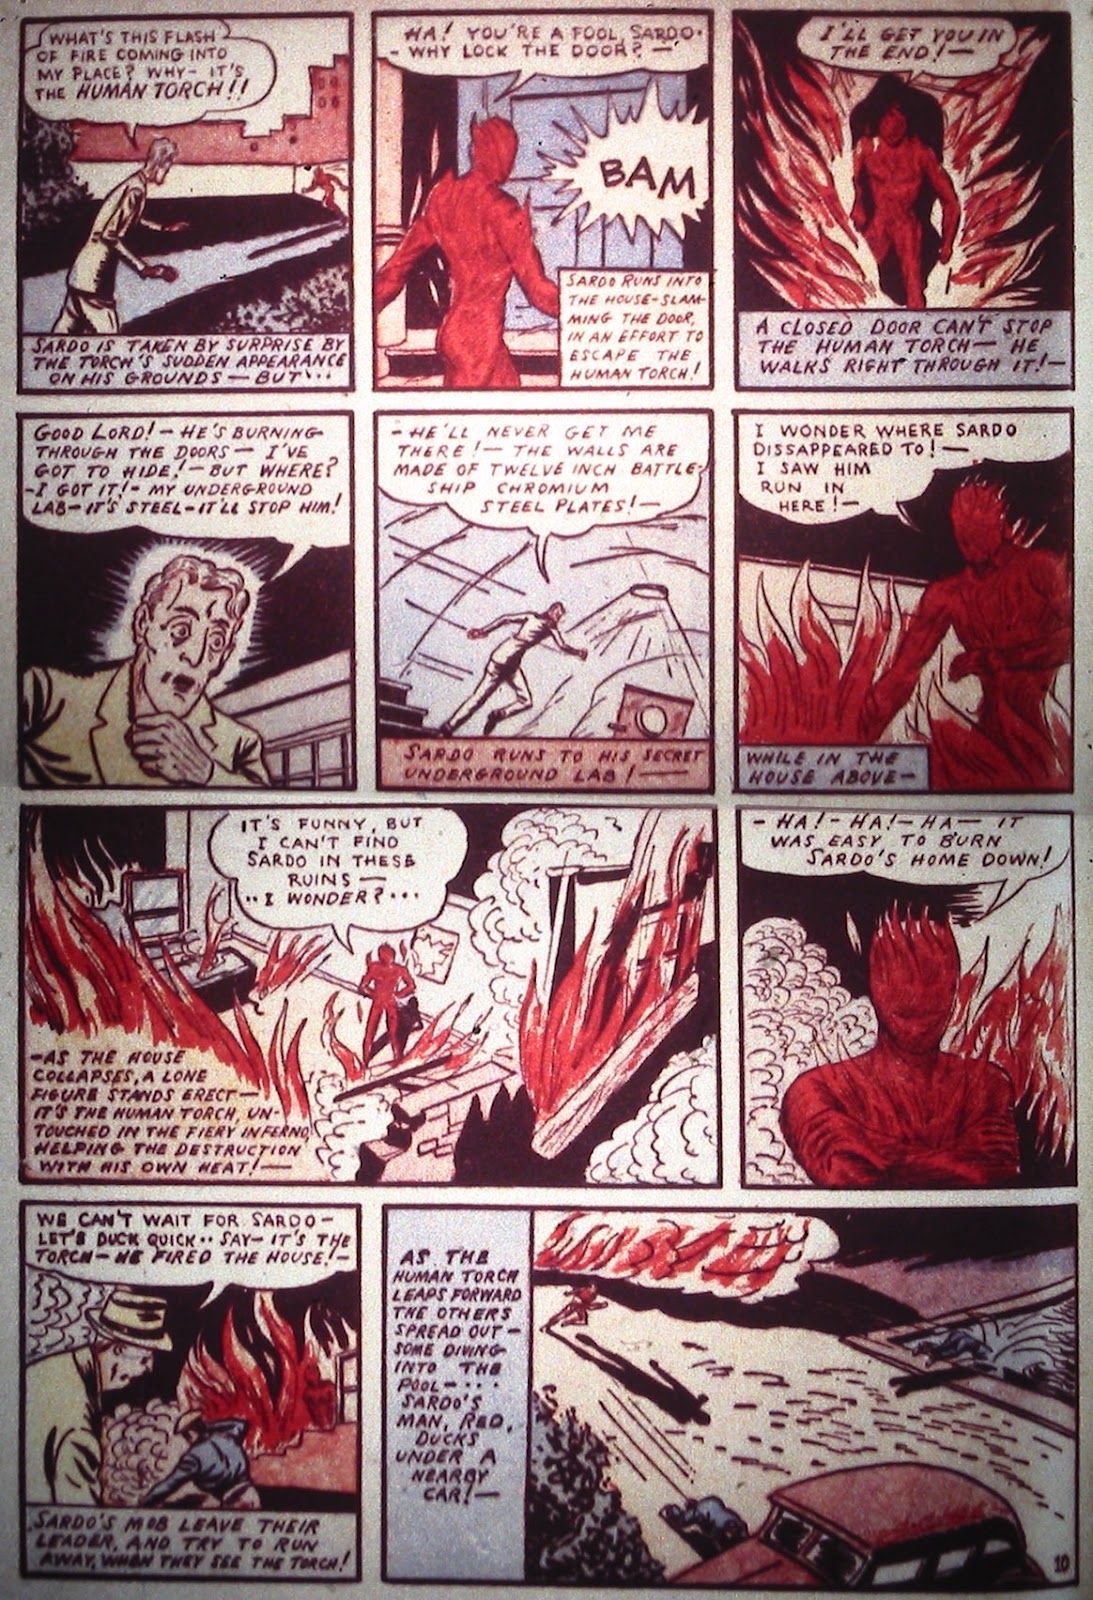 WHAT'S THIS FLASH
OF FIRE COMING INTO
MY PLACE? WHY- IT'S
THE HUMAN TORCH!!
SARDO IS TAKEN BY SURPRISE BY
THE TORCH'S SUDDEN APPEARANCE
ON HIS GROUNDS — BUT...
HA! YOU'RE A FOOL, SARDO-
- WHY LOCK THE DOOR? —
BAM
SARDO RUNS INTO
THE HOUSE-SLAM-
MING THE DOOR,
IN AN EFFORT TO
ESCAPE THE
HUMAN TORCH!
I'LL GET YOU IN
THE END! —
A CLOSED DOOR CAN'T STOP
THE HUMAN TORCH — HE
WALKS RIGHT THROUGH IT! —
GOOD LORD! — HE'S BURNING
THROUGH THE DOORS — I'VE
GOT TO HIDE! - BUT WHERE?
- I GOT IT! - MY UNDERGROUND
LAB — IT'S STEEL - IT'LL STOP HIM!
- HE'LL NEVER GET ME
THERE! — THE WALLS ARE
MADE OF TWELVE INCH BATTLE-
SHIP CHROMIUM
STEEL PLATES! —
SARDO RUNS TO HIS SECRET
UNDERGROUND LAB! —
I WONDER WHERE SARDO
DISSAPPEARED TO! —
I SAW HIM
RUN IN
HERE! —
WHILE IN THE
HOUSE ABOVE —
IT'S FUNNY, BUT
I CAN'T FIND
SARDO IN THESE
RUINS —
.. I WONDER? ...
- AS THE HOUSE
COLLAPSES, A LONE
FIGURE STANDS ERECT —
IT'S THE HUMAN TORCH, UN-
TOUCHED IN THE FIERY INFERNO,
HELPING THE DESTRUCTION
WITH HIS OWN HEAT! —
- HA! - HA! - HA — IT
WAS EASY TO BURN
SARDO'S HOME DOWN!
WE CAN'T WAIT FOR SARDO —
LET'S DUCK QUICK.. SAY — IT'S THE
TORCH — HE FIRED THE HOUSE! —
SARDO'S MOB LEAVE THEIR
LEADER, AND TRY TO RUN
AWAY, WHEN THEY SEE THE TORCH!
AS THE
HUMAN TORCH
LEAPS FORWARD
THE OTHERS
SPREAD OUT —
SOME DIVING
INTO THE
POOL — ...
SARDO'S
MAN, RED,
DUCKS
UNDER A
NEARBY
CAR! —
10